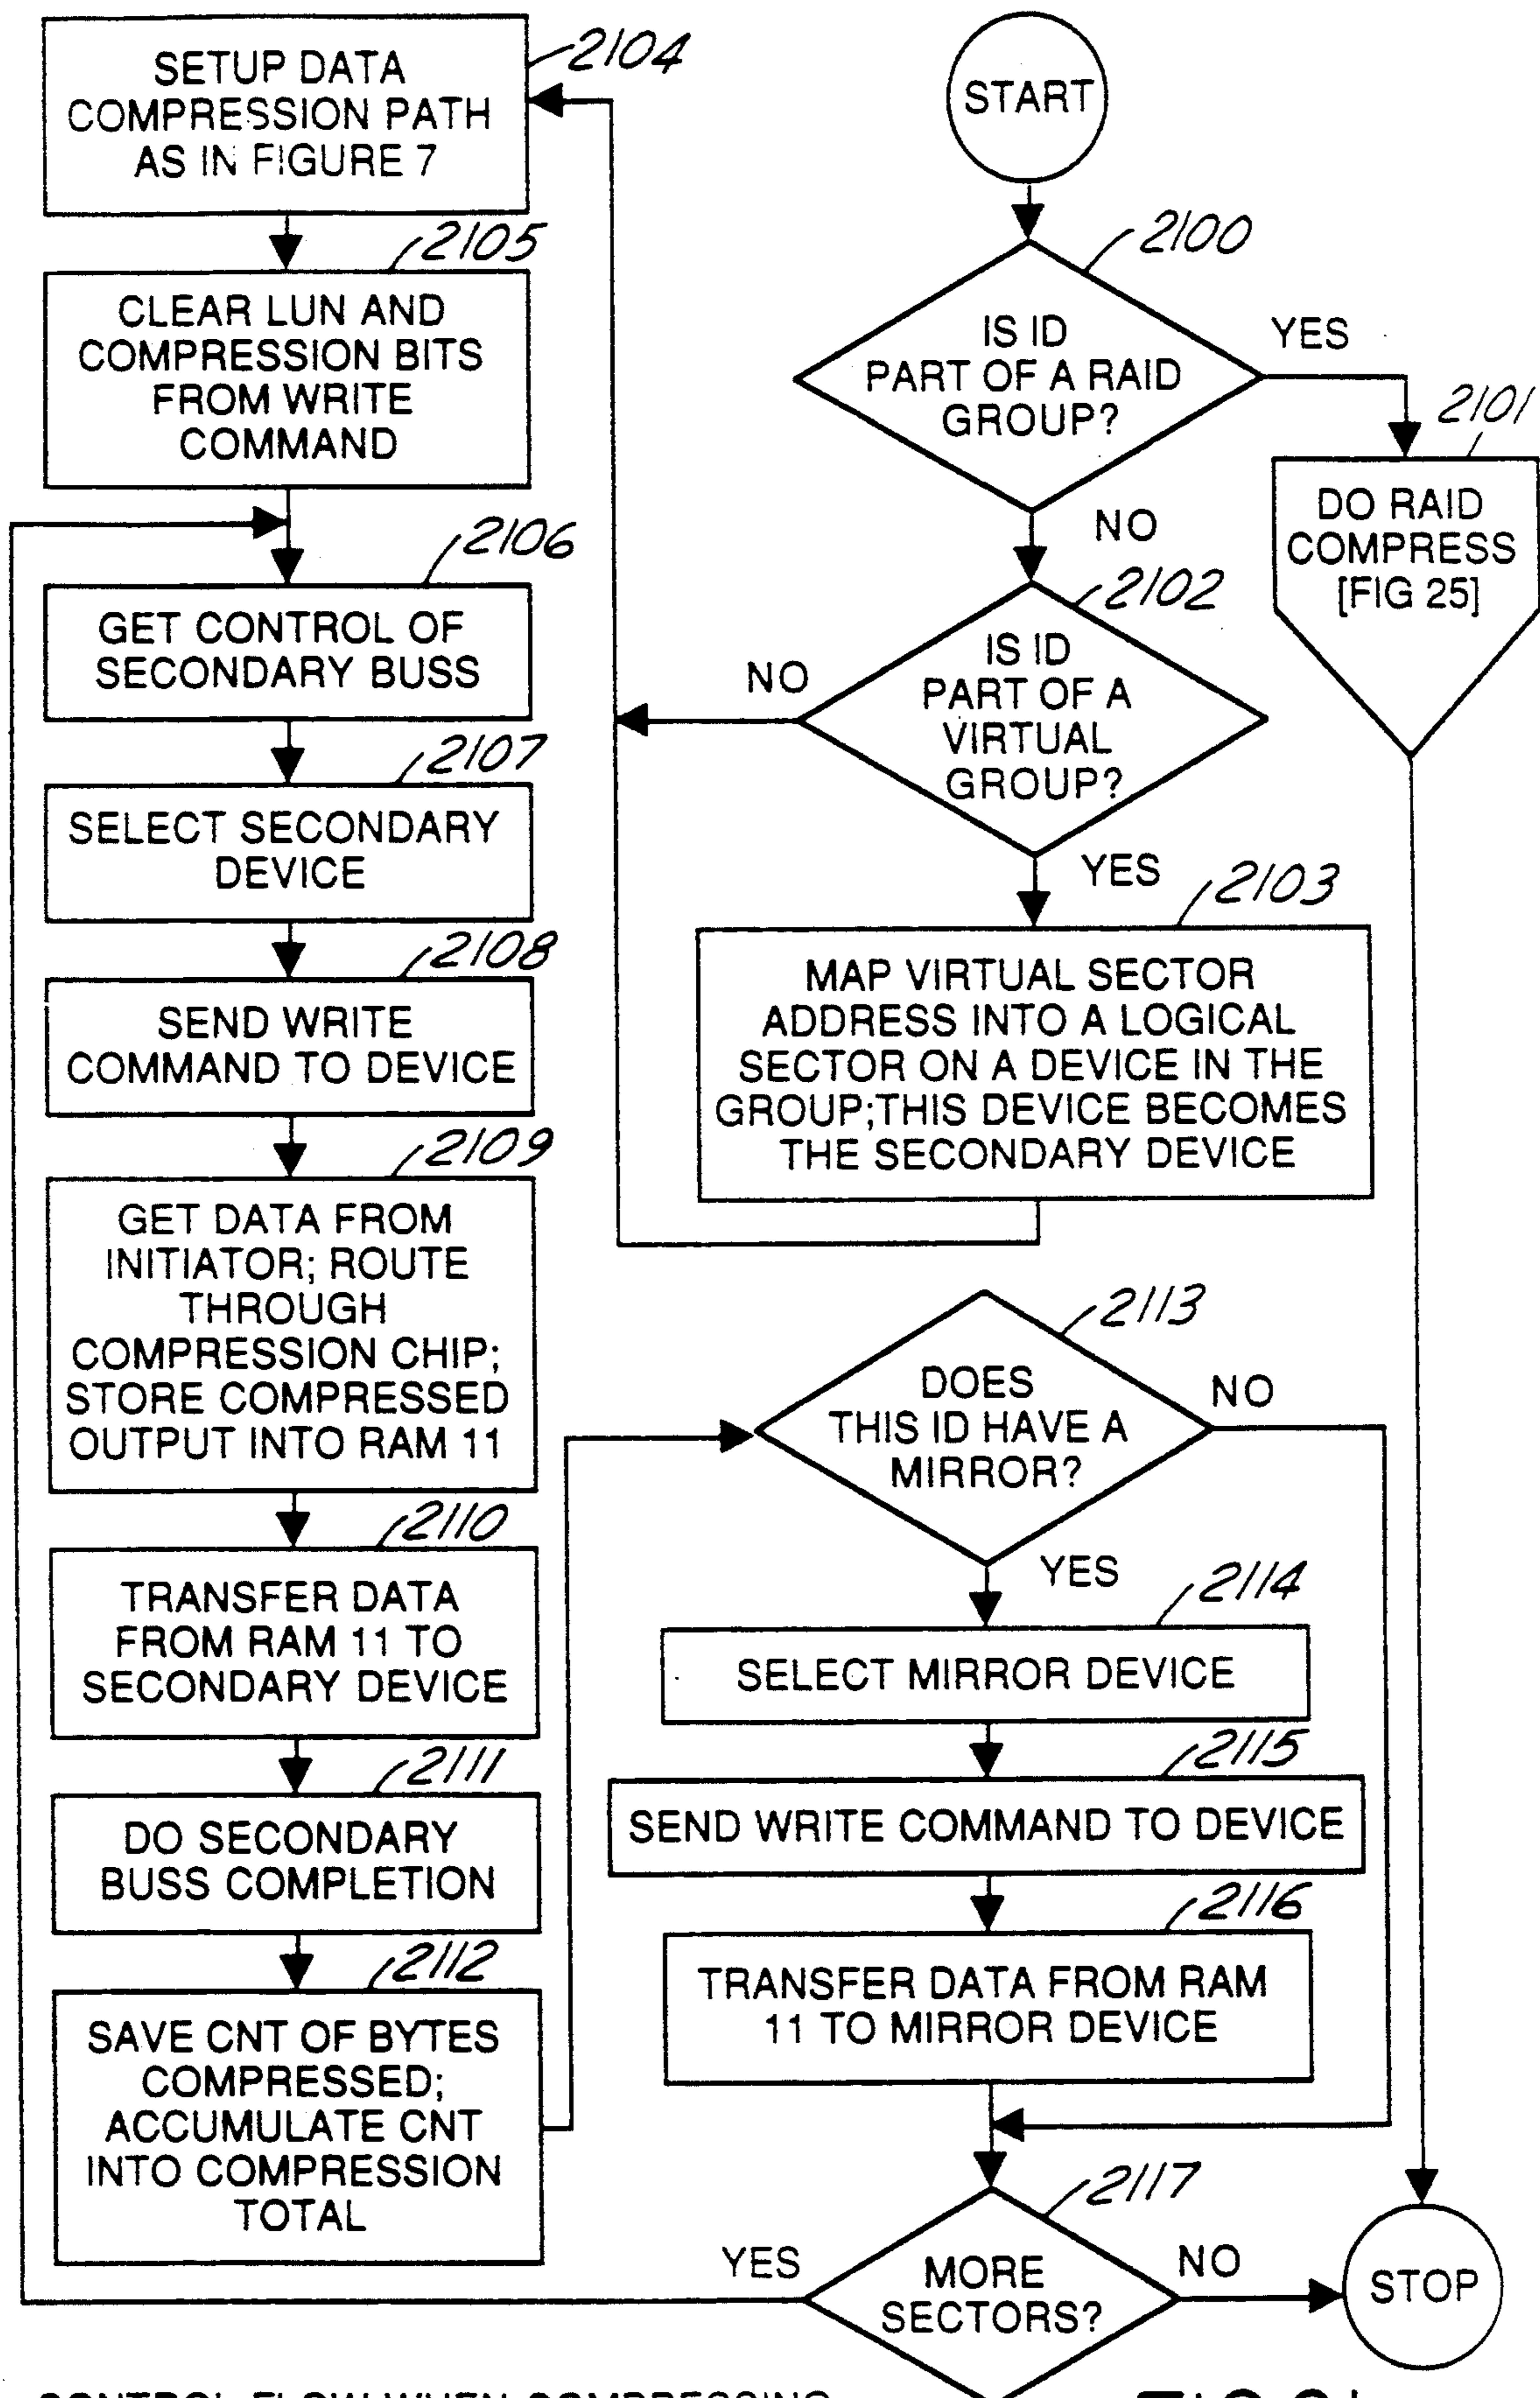 2104
SETUP DATA
COMPRESSION PATH
AS IN FIGURE 7
2105
CLEAR LUN AND
COMPRESSION BITS
FROM WRITE
COMMAND
2106
GET CONTROL OF
SECONDARY BUSS
2107
SELECT SECONDARY
DEVICE
2108
SEND WRITE
COMMAND TO DEVICE
2109
GET DATA FROM
INITIATOR; ROUTE
THROUGH
COMPRESSION CHIP;
STORE COMPRESSED
OUTPUT INTO RAM 11
2110
TRANSFER DATA
FROM RAM 11 TO
SECONDARY DEVICE
2111
DO SECONDARY
BUSS COMPLETION
2112
SAVE CNT OF BYTES
COMPRESSED;
ACCUMULATE CNT
INTO COMPRESSION
TOTAL
START
2100
IS ID
PART OF A RAID
GROUP?
YES
NO
2101
DO RAID
COMPRESS
[FIG 25]
2102
IS ID
PART OF A
VIRTUAL
GROUP?
NO
YES
2103
MAP VIRTUAL SECTOR
ADDRESS INTO A LOGICAL
SECTOR ON A DEVICE IN THE
GROUP;THIS DEVICE BECOMES
THE SECONDARY DEVICE
2113
DOES
THIS ID HAVE A
MIRROR?
NO
YES
2114
SELECT MIRROR DEVICE
2115
SEND WRITE COMMAND TO DEVICE
2116
TRANSFER DATA FROM RAM
11 TO MIRROR DEVICE
2117
MORE
SECTORS?
YES
NO
STOP
CONTROL FLOW WHEN COMPRESSING